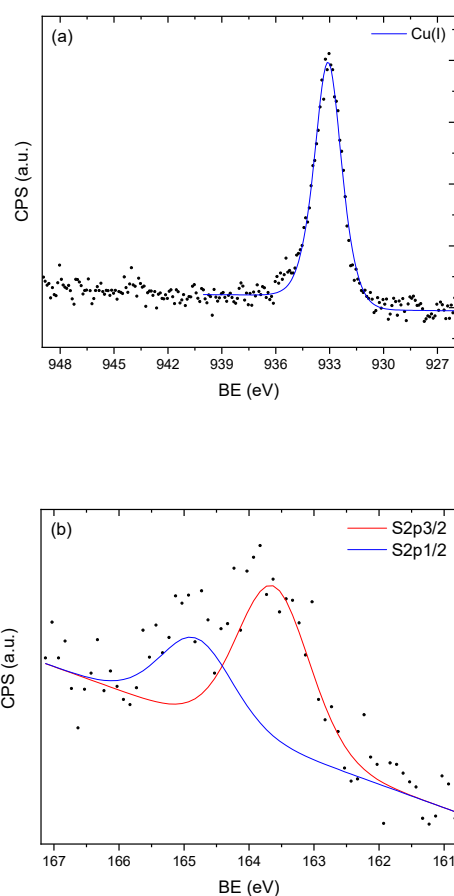 (a)
Cu(I)
CPS (a.u.)
948 945 942 939 936 933 930 927
BE (eV)
(b)
S2p3/2
S2p1/2
CPS (a.u.)
167 166 165 164 163 162 161
BE (eV)